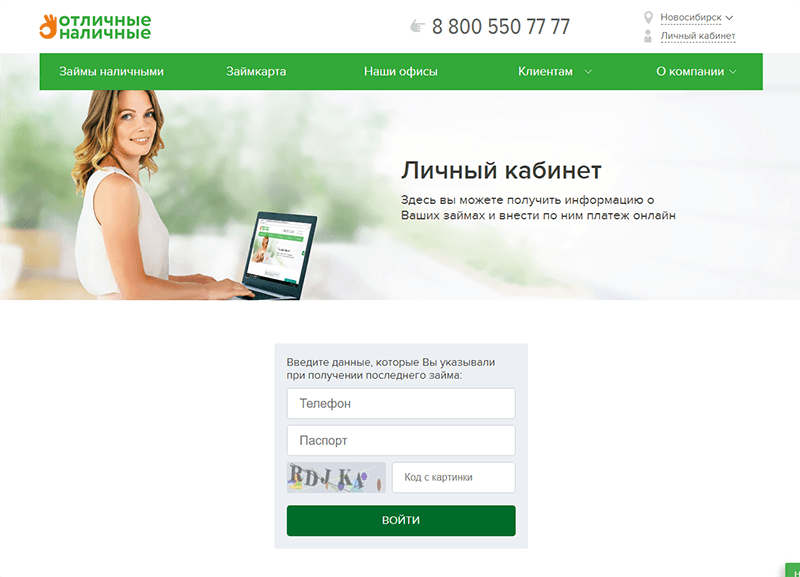 отличные
наличные
8 800 550 77 77
Новосибирск
Личный кабинет
Займы наличными
Займкарта
Наши офисы
Клиентам
О компании
Личный кабинет
Здесь вы можете получить информацию о
Ваших займах и внести по ним платеж онлайн
Введите данные, которые Вы указывали
при получении последнего займа:
Телефон
Паспорт
RDJKA
Код с картинки
ВОЙТИ